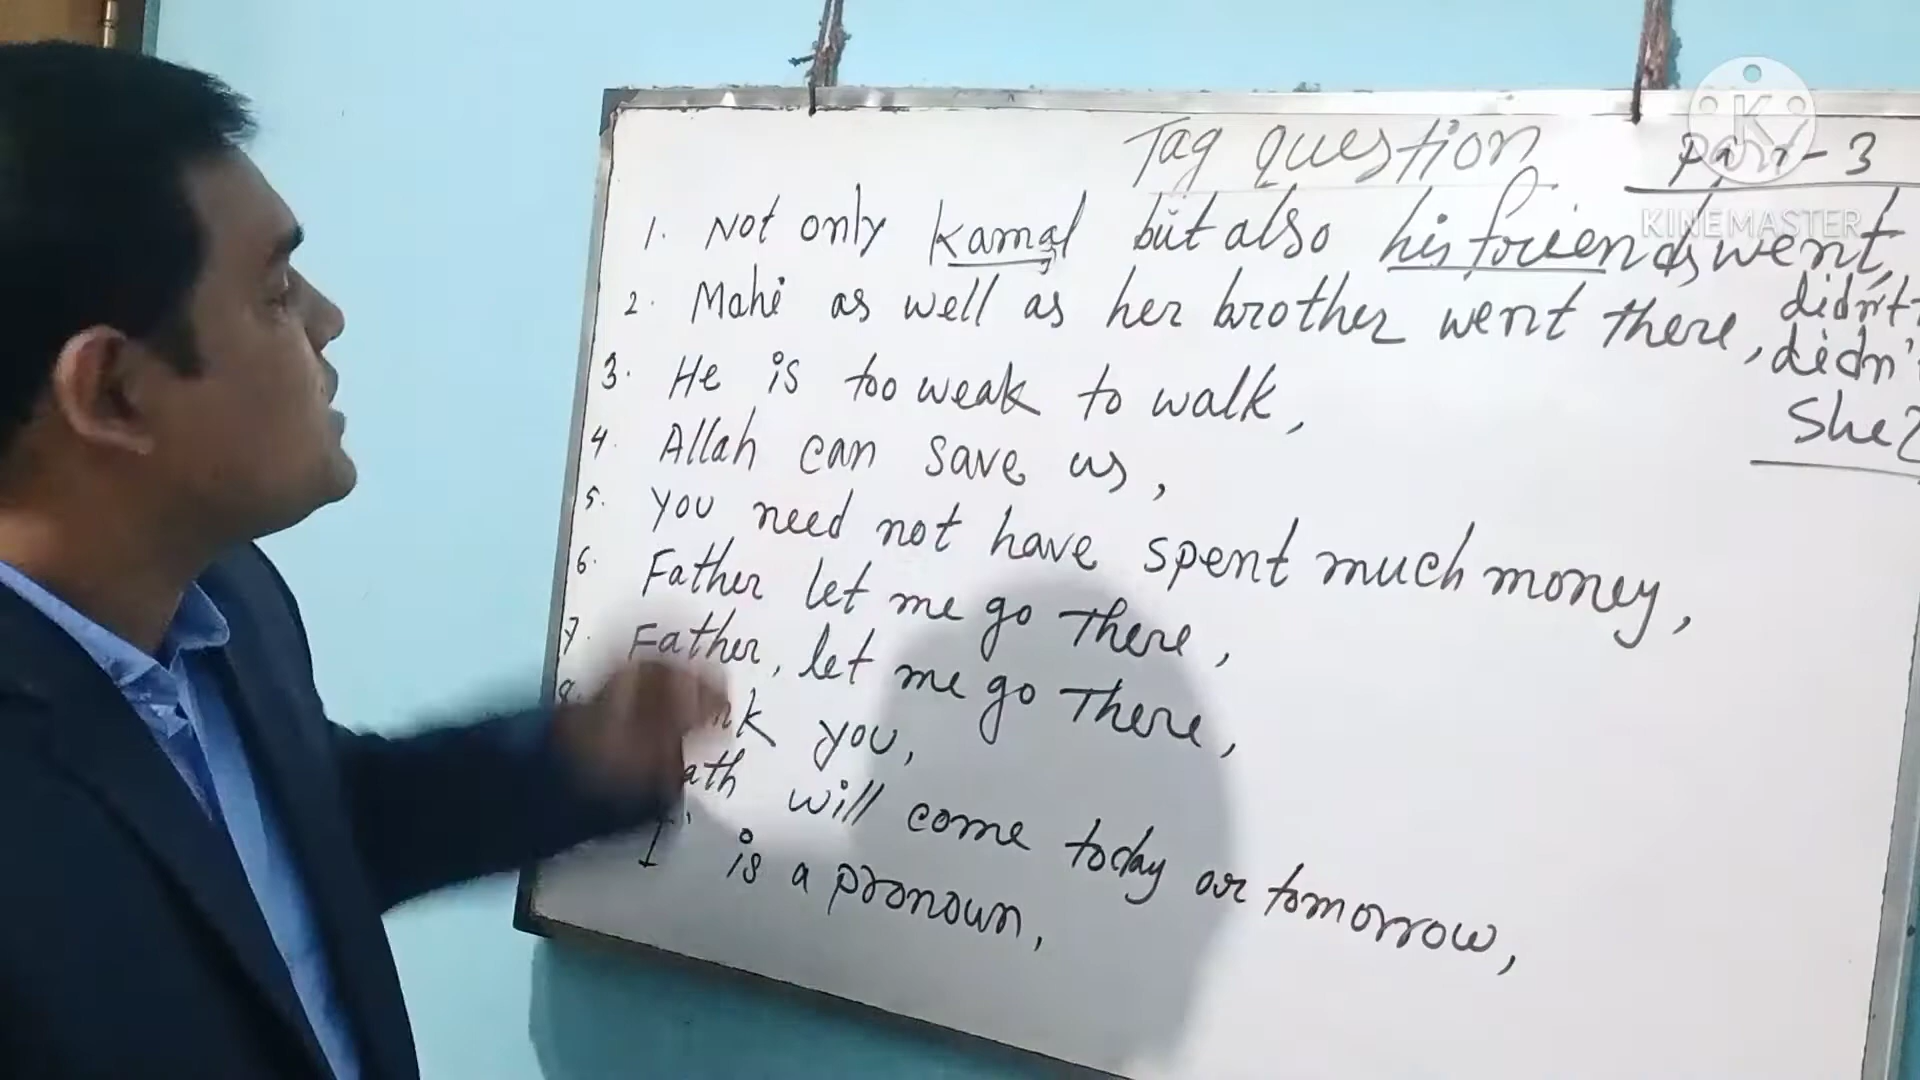 Tag question Part-3
1. Not only Kamal but also his friends went,
didn't
2. Mahi as well as her brother went there, didn'
She?
3. He is too weak to walk,
4. Allah can save us,
5. You need not have spent much money,
6. Father let me go there,
7. Father, let me go there,
8. nk you,
ath will come today or tomorrow,
I' is a pronoun,
KINEMASTER